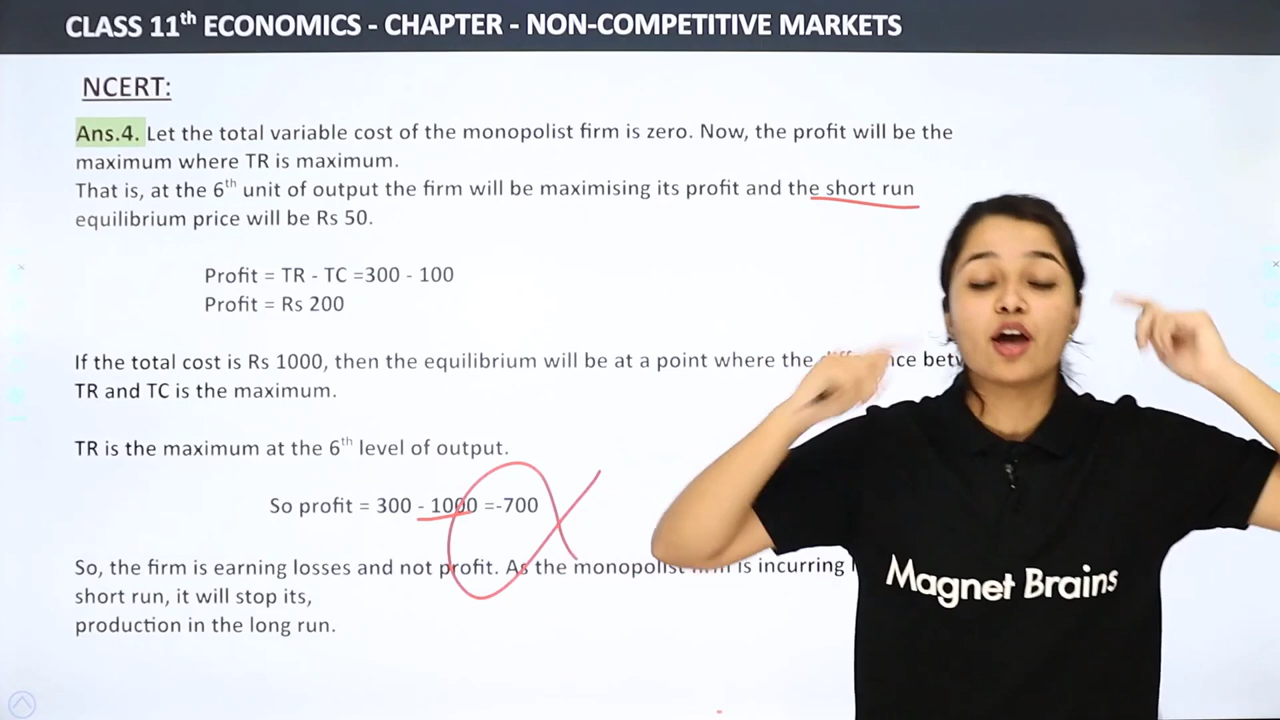 CLASS 11th ECONOMICS - CHAPTER - NON-COMPETITIVE MARKETS
NCERT:
Ans.4. Let the total variable cost of the monopolist firm is zero. Now, the profit will be the
maximum where TR is maximum.
That is, at the 6th unit of output the firm will be maximising its profit and the short run
equilibrium price will be Rs 50.
Profit = TR - TC =300 - 100
Profit = Rs 200
If the total cost is Rs 1000, then the equilibrium will be at a point where the
TR and TC is the maximum.
TR is the maximum at the 6th level of output.
So profit = 300 - 1000 =-700
So, the firm is earning losses and not profit. As the monopolist firm is incurring
short run, it will stop its,
production in the long run.
Magnet Brains